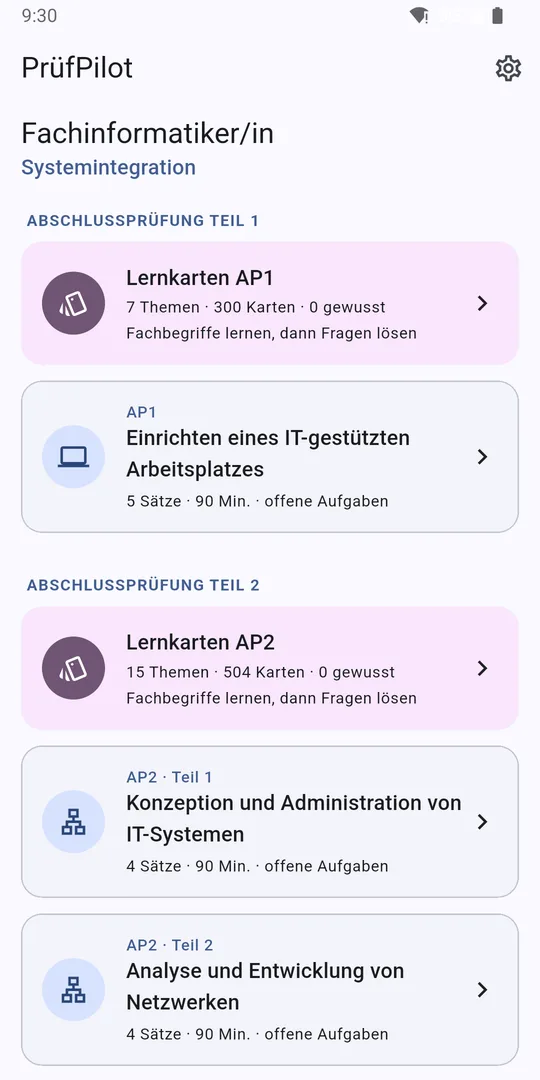 9:30
PrüfPilot
Fachinformatiker/in
Systemintegration
ABSCHLUSSPRÜFUNG TEIL 1
Lernkarten AP1
7 Themen · 300 Karten · 0 gewusst
Fachbegriffe lernen, dann Fragen lösen
AP1
Einrichten eines IT-gestützten
Arbeitsplatzes
5 Sätze · 90 Min. · offene Aufgaben
ABSCHLUSSPRÜFUNG TEIL 2
Lernkarten AP2
15 Themen · 504 Karten · 0 gewusst
Fachbegriffe lernen, dann Fragen lösen
AP2 · Teil 1
Konzeption und Administration von
IT-Systemen
4 Sätze · 90 Min. · offene Aufgaben
AP2 · Teil 2
Analyse und Entwicklung von
Netzwerken
4 Sätze · 90 Min. · offene Aufgaben